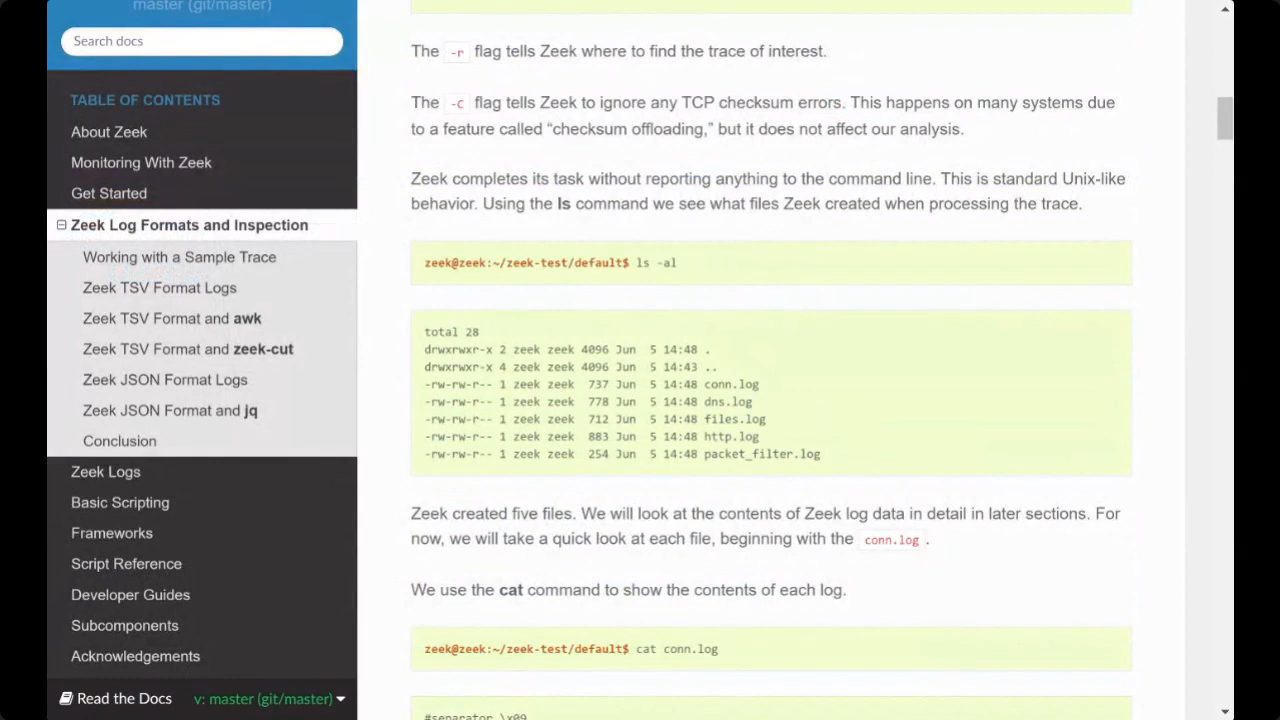 master (git/master)
Search docs
TABLE OF CONTENTS
About Zeek
Monitoring With Zeek
Get Started
Zeek Log Formats and Inspection
Working with a Sample Trace
Zeek TSV Format Logs
Zeek TSV Format and awk
Zeek TSV Format and zeek-cut
Zeek JSON Format Logs
Zeek JSON Format and jq
Conclusion
Zeek Logs
Basic Scripting
Frameworks
Script Reference
Developer Guides
Subcomponents
Acknowledgements
Read the Docs v: master (git/master)
The -r flag tells Zeek where to find the trace of interest.
The -C flag tells Zeek to ignore any TCP checksum errors. This happens on many systems due
to a feature called “checksum offloading,” but it does not affect our analysis.
Zeek completes its task without reporting anything to the command line. This is standard Unix-like
behavior. Using the ls command we see what files Zeek created when processing the trace.
zeek@zeek:~/zeek-test/default$ ls -al
total 28
drwxrwxr-x 2 zeek zeek 4096 Jun  5 14:48 .
drwxrwxr-x 4 zeek zeek 4096 Jun  5 14:43 ..
-rw-rw-r-- 1 zeek zeek  737 Jun  5 14:48 conn.log
-rw-rw-r-- 1 zeek zeek  778 Jun  5 14:48 dns.log
-rw-rw-r-- 1 zeek zeek  712 Jun  5 14:48 files.log
-rw-rw-r-- 1 zeek zeek  883 Jun  5 14:48 http.log
-rw-rw-r-- 1 zeek zeek  254 Jun  5 14:48 packet_filter.log
Zeek created five files. We will look at the contents of Zeek log data in detail in later sections. For
now, we will take a quick look at each file, beginning with the conn.log .
We use the cat command to show the contents of each log.
zeek@zeek:~/zeek-test/default$ cat conn.log
#separator \x09